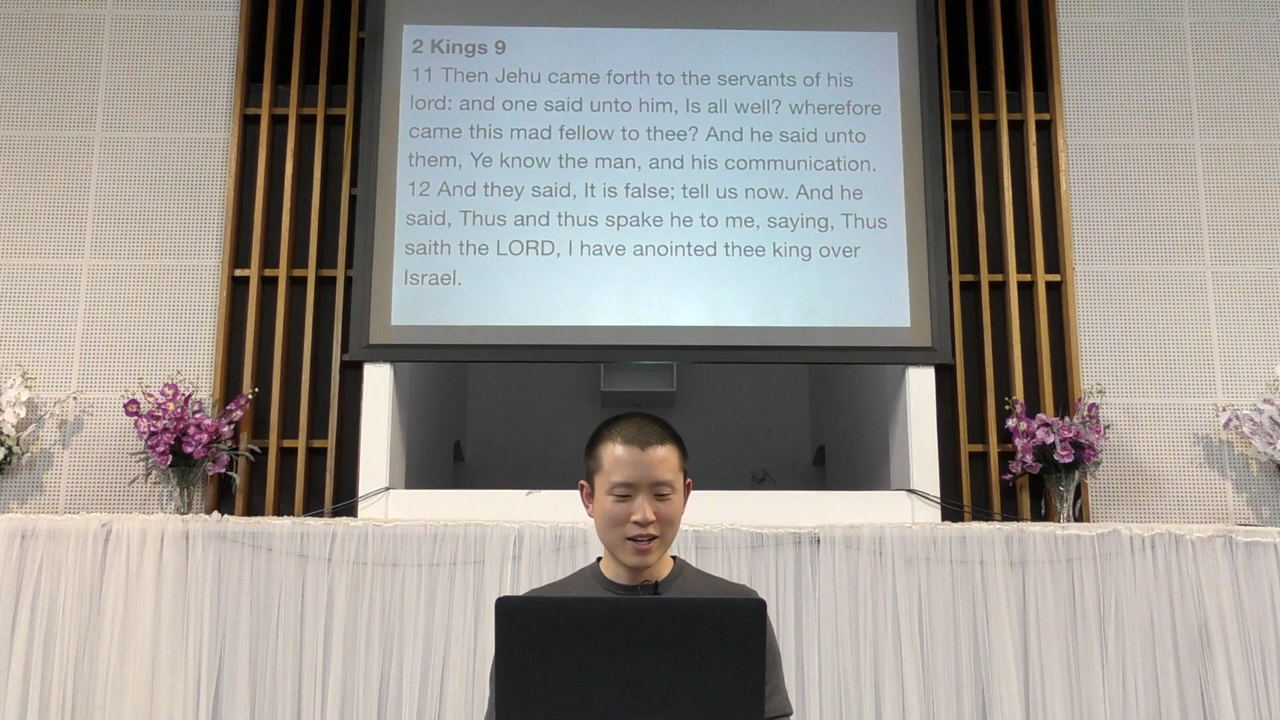 2 Kings 9
11 Then Jehu came forth to the servants of his
lord: and one said unto him, Is all well? wherefore
came this mad fellow to thee? And he said unto
them, Ye know the man, and his communication.
12 And they said, It is false; tell us now. And he
said, Thus and thus spake he to me, saying, Thus
saith the LORD, I have anointed thee king over
Israel.